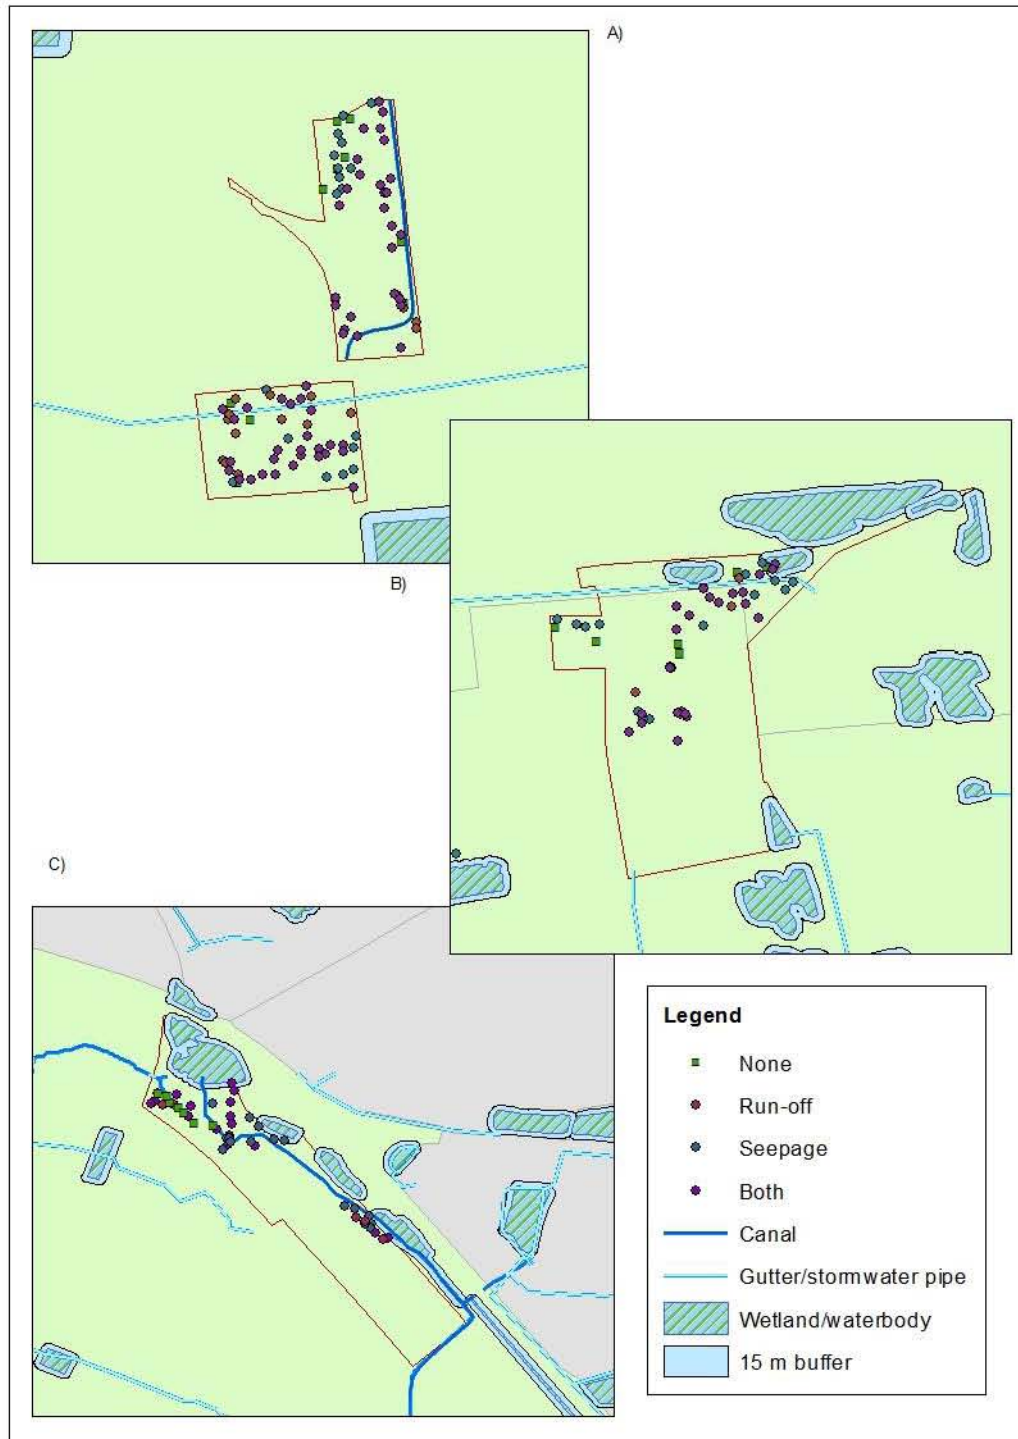 A)
B)
C)
Legend
None
Run-off
Seepage
Both
Canal
Gutter/stormwater pipe
Wetland/waterbody
15 m buffer